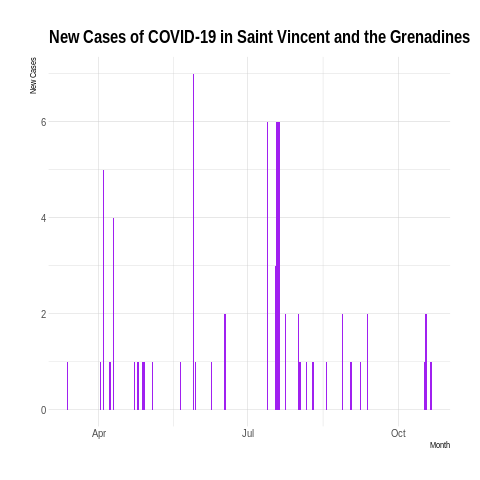 New Cases of COVID-19 in Saint Vincent and the Grenadines
New Cases
6
4
2
0
Apr
Jul
Oct
Month